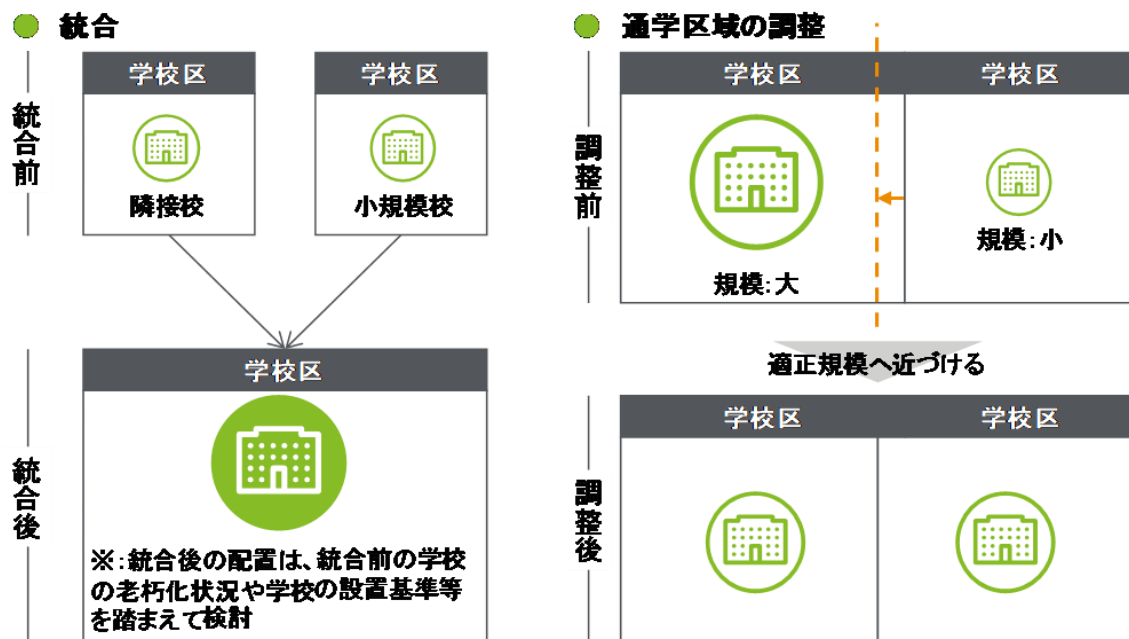 統合
統合前
学校区
隣接校
学校区
小規模校
統合後
学校区
※:統合後の配置は、統合前の学校
の老朽化状況や学校の設置基準等
を踏まえて検討
通学区域の調整
調整前
学校区
規模:大
学校区
規模:小
適正規模へ近づける
調整後
学校区
学校区